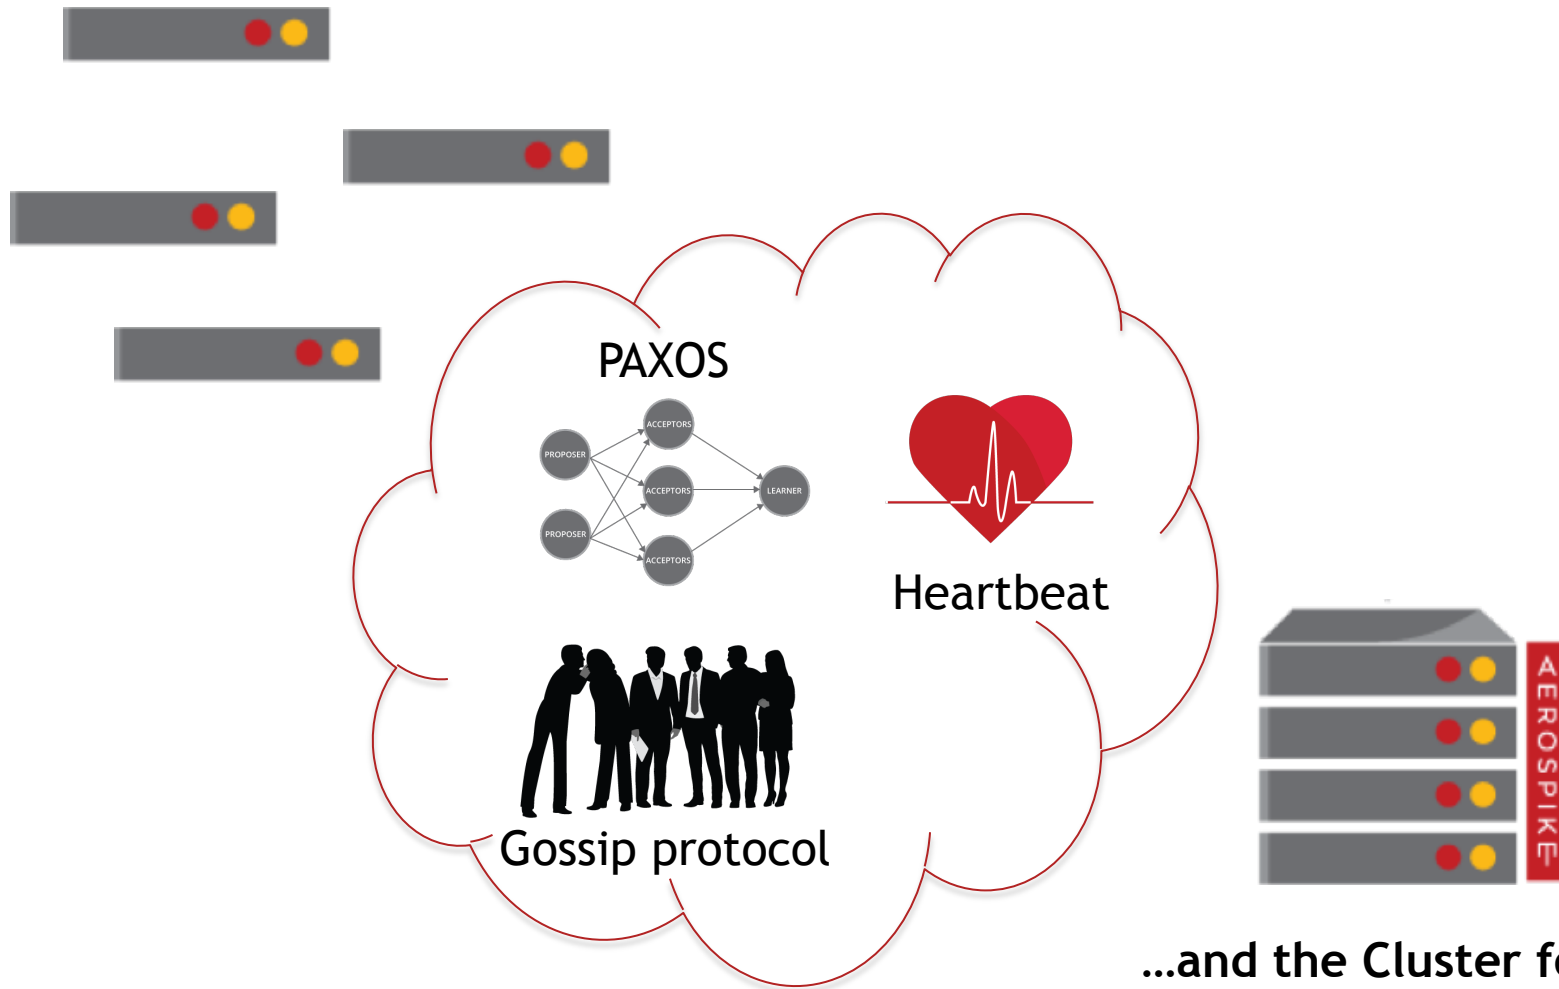 PAXOS
ACCEPTORS
PROPOSER
ACCEPTORS
LEARNER
PROPOSER
ACCEPTORS
Heartbeat
Gossip protocol
AEROSPIKE
...and the Cluster